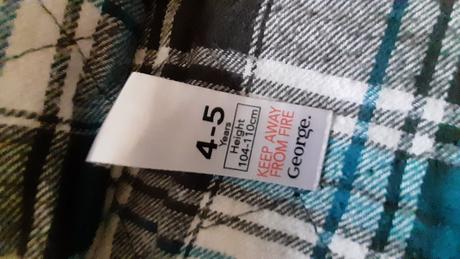 4-5
Years
Height
104-110cm
KEEP AWAY
FROM FIRE
George.